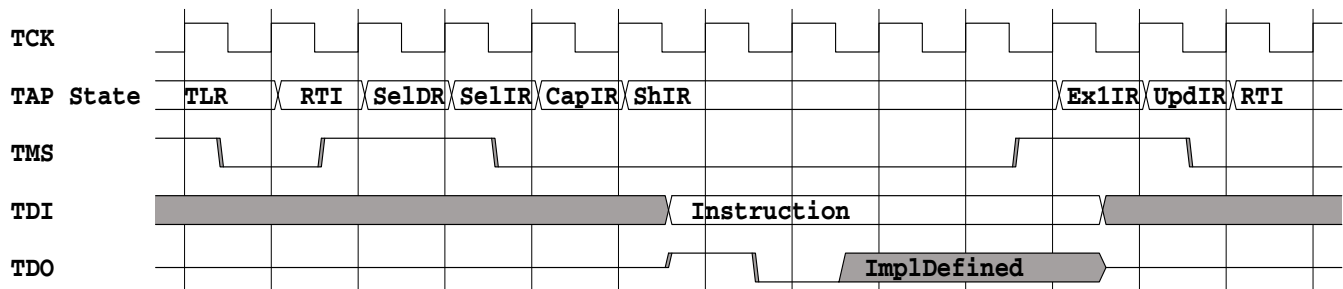 TCK
TAP State TLR RTI SelDR SelIR CapIR ShIR Ex1IR UpdIR RTI
TMS
TDI Instruction
TDO ImplDefined